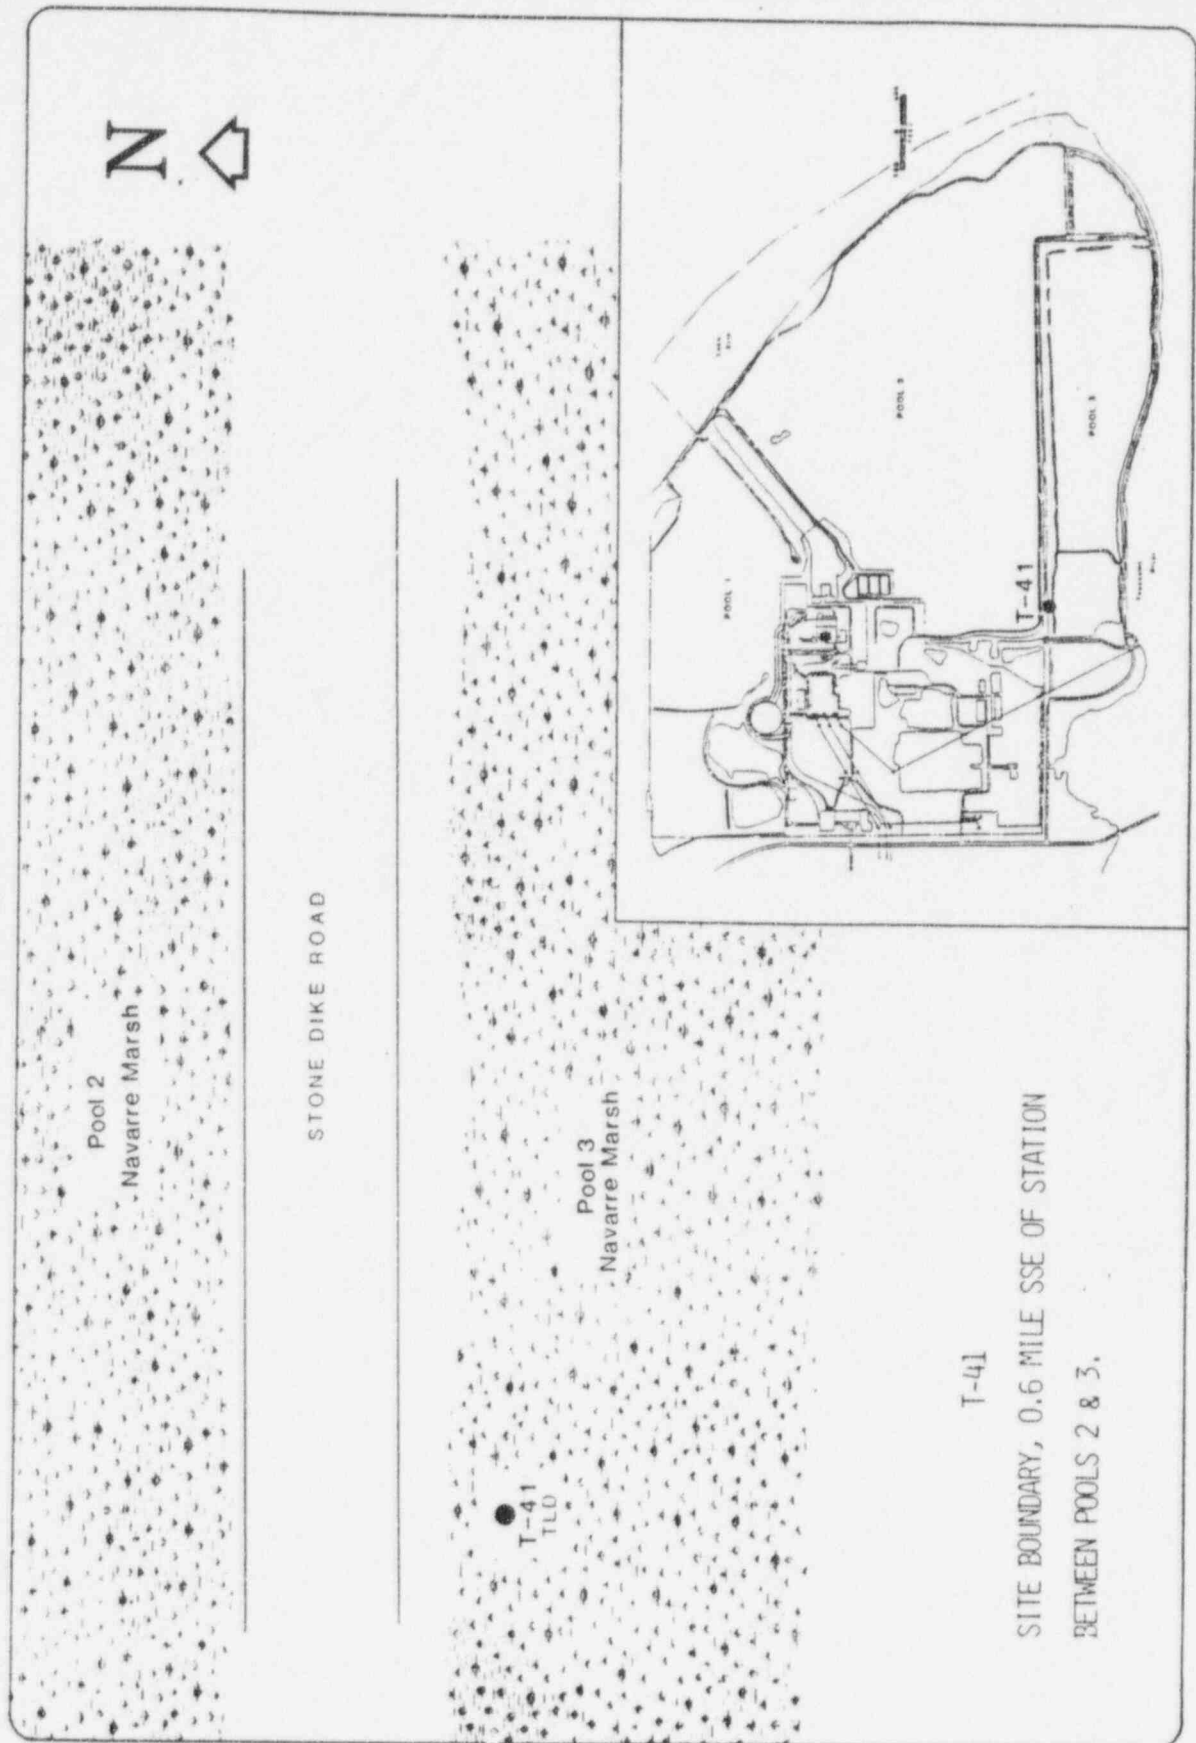 N
Pool 2
Navarre Marsh
STONE DIKE ROAD
T-41
TLD
Pool 3
Navarre Marsh
T-41
SITE BOUNDARY, 0.6 MILE SSE OF STATION
BETWEEN POOLS 2 & 3.
POOL 1
POOL 3
T-41